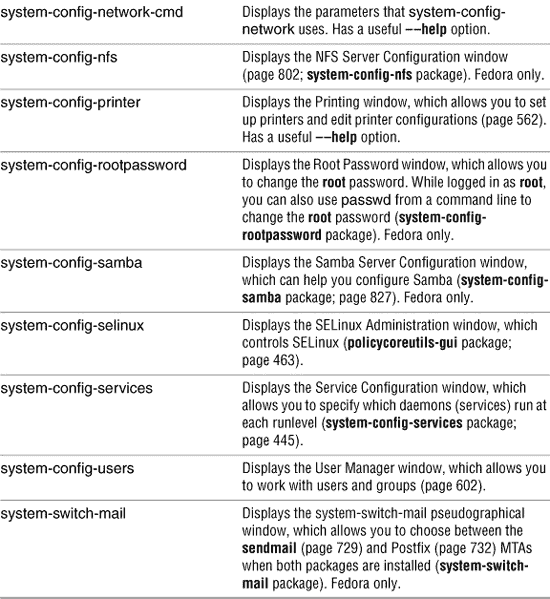 system-config-network-cmd Displays the parameters that system-config-
network uses. Has a useful ––help option.
system-config-nfs Displays the NFS Server Configuration window
(page 802; system-config-nfs package). Fedora only.
system-config-printer Displays the Printing window, which allows you to set
up printers and edit printer configurations (page 562).
Has a useful ––help option.
system-config-rootpassword Displays the Root Password window, which allows you
to change the root password. While logged in as root,
you can also use passwd from a command line to
change the root password (system-config-
rootpassword package). Fedora only.
system-config-samba Displays the Samba Server Configuration window,
which can help you configure Samba (system-config-
samba package; page 827). Fedora only.
system-config-selinux Displays the SELinux Administration window, which
controls SELinux (policycoreutils-gui package;
page 463).
system-config-services Displays the Service Configuration window, which
allows you to specify which daemons (services) run at
each runlevel (system-config-services package;
page 445).
system-config-users Displays the User Manager window, which allows you
to work with users and groups (page 602).
system-switch-mail Displays the system-switch-mail pseudographical
window, which allows you to choose between the
sendmail (page 729) and Postfix (page 732) MTAs
when both packages are installed (system-switch-
mail package). Fedora only.